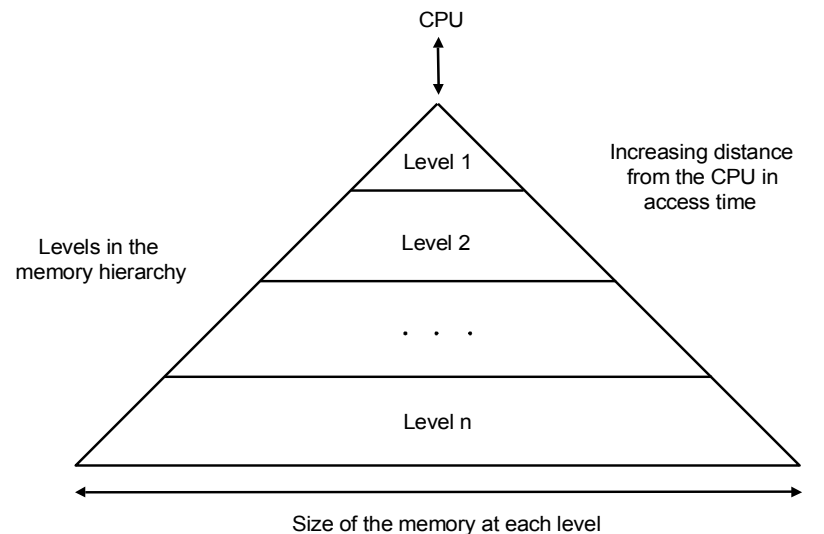 CPU
Level 1
Increasing distance
from the CPU in
access time
Levels in the
memory hierarchy
Level 2
. . .
Level n
Size of the memory at each level